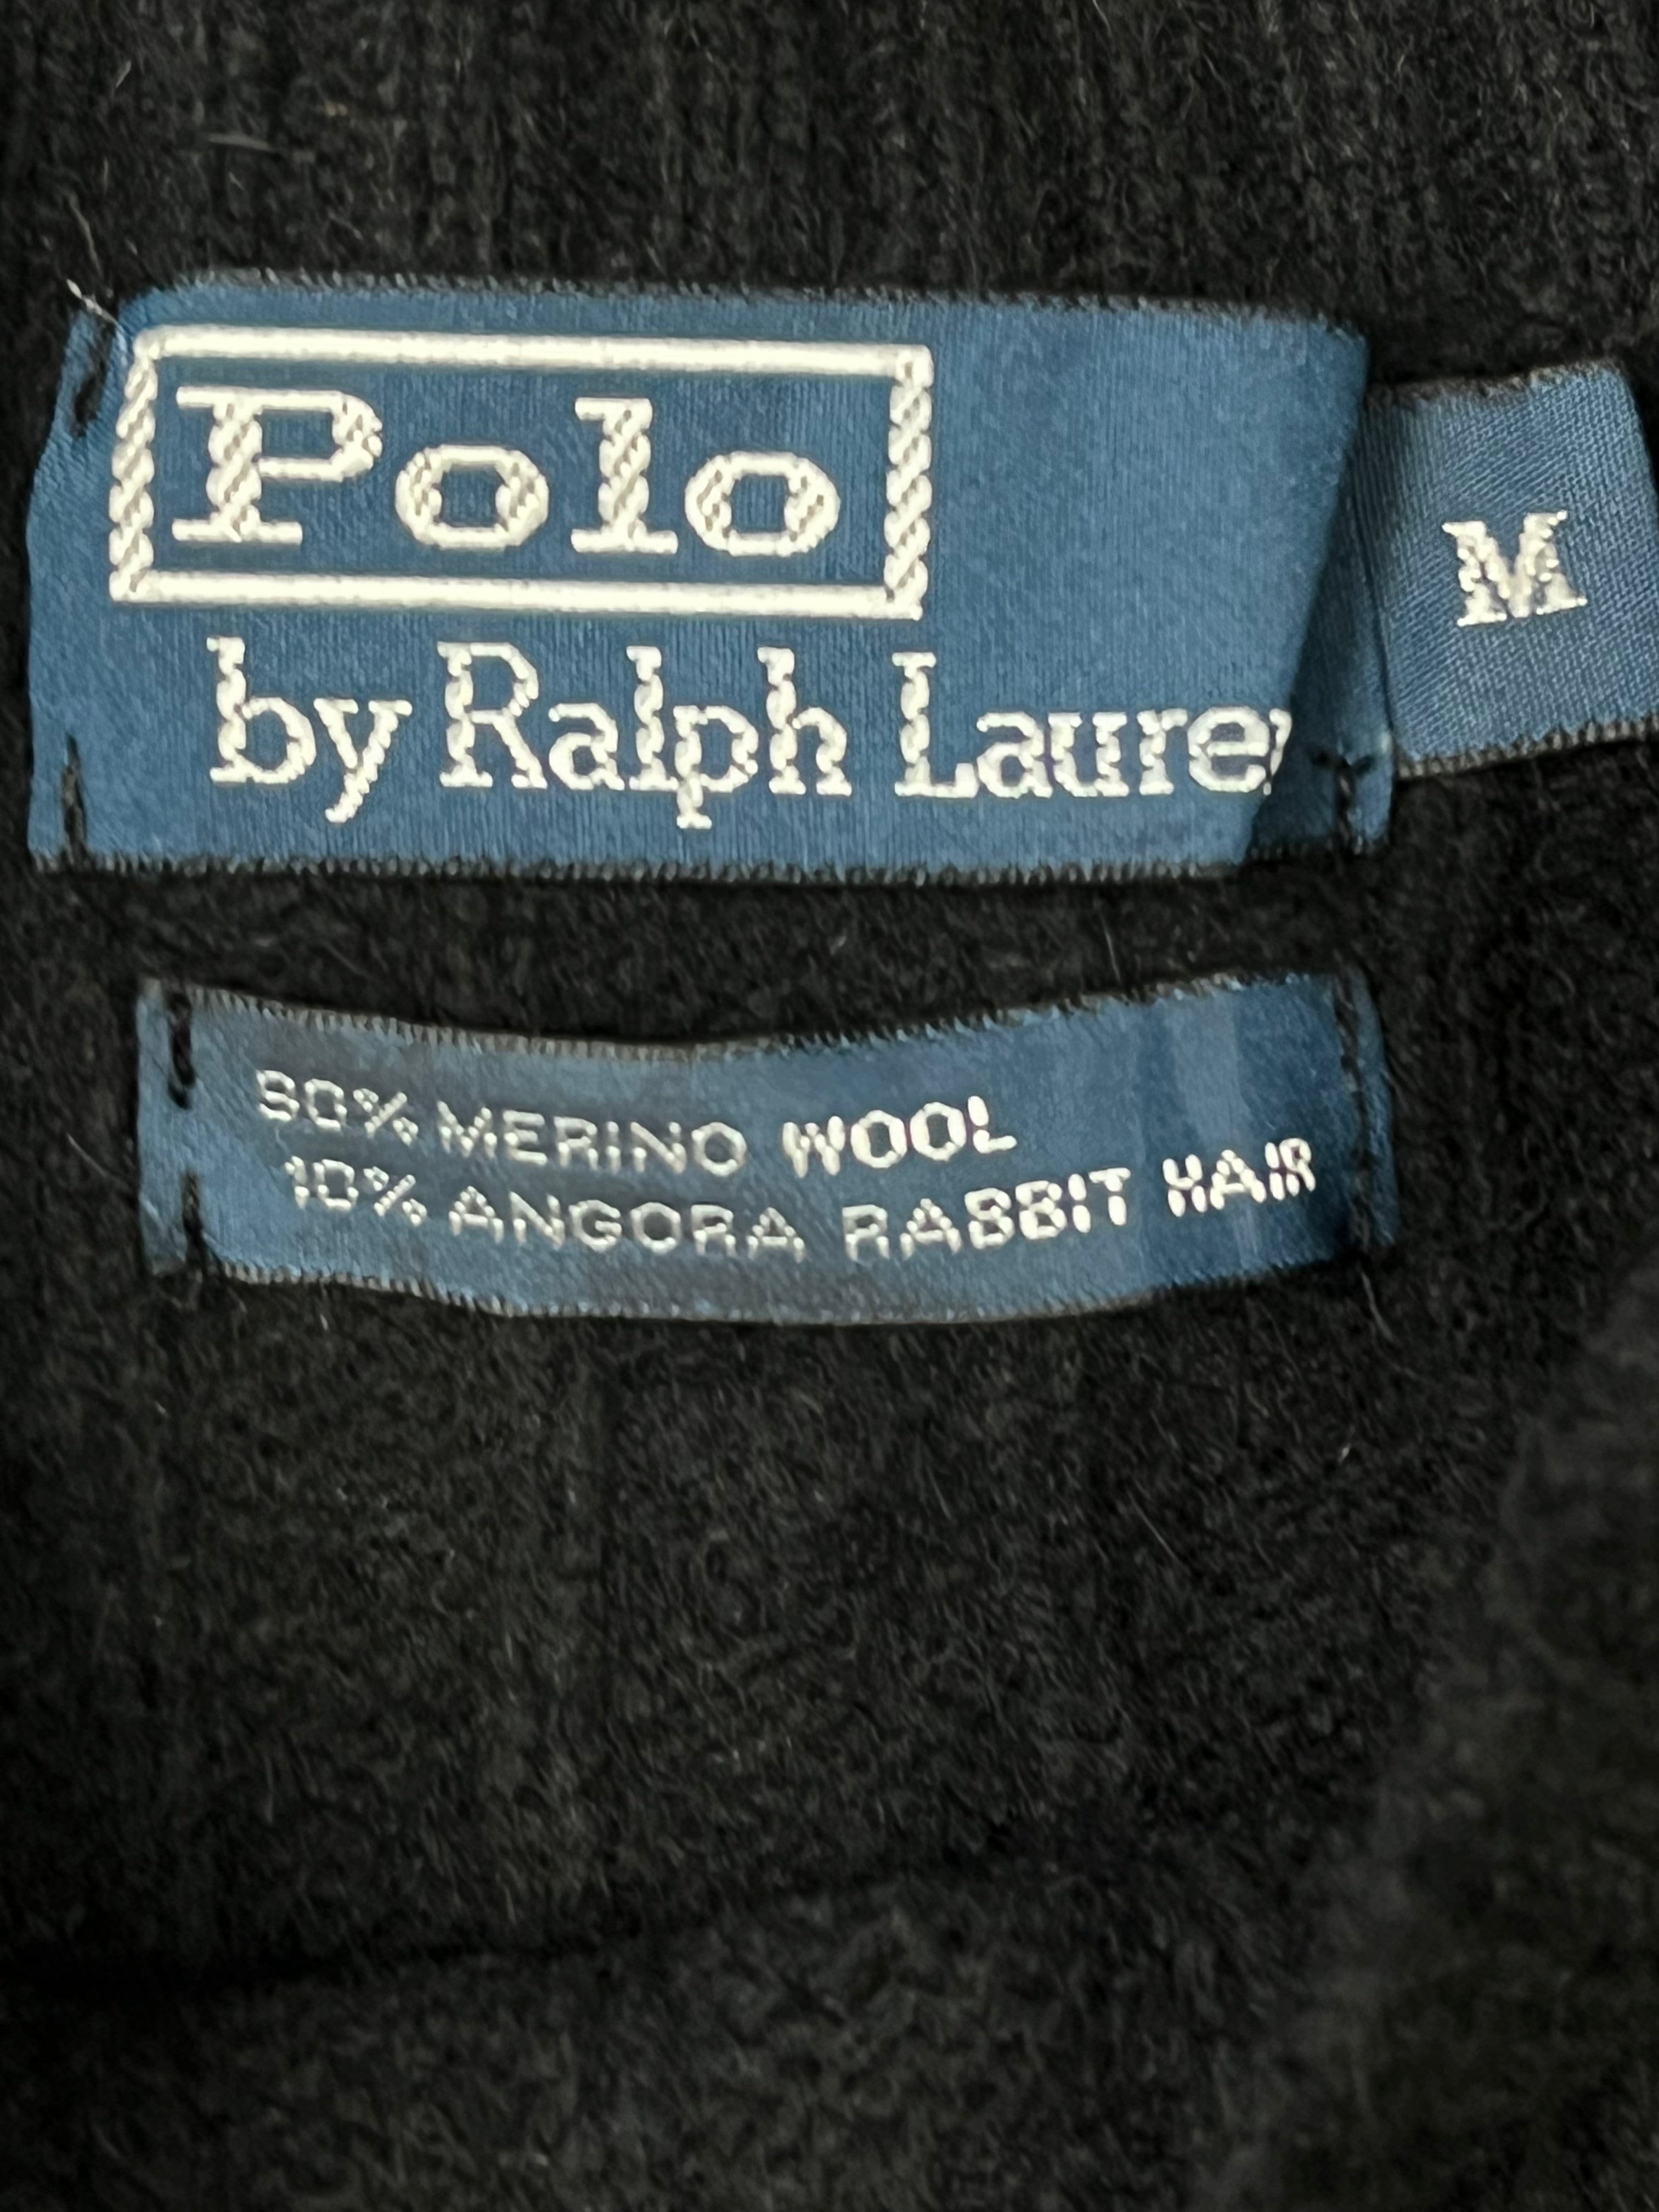 Polo
by Ralph Lauren
M
90% MERINO WOOL
10% ANGORA RABBIT HAIR